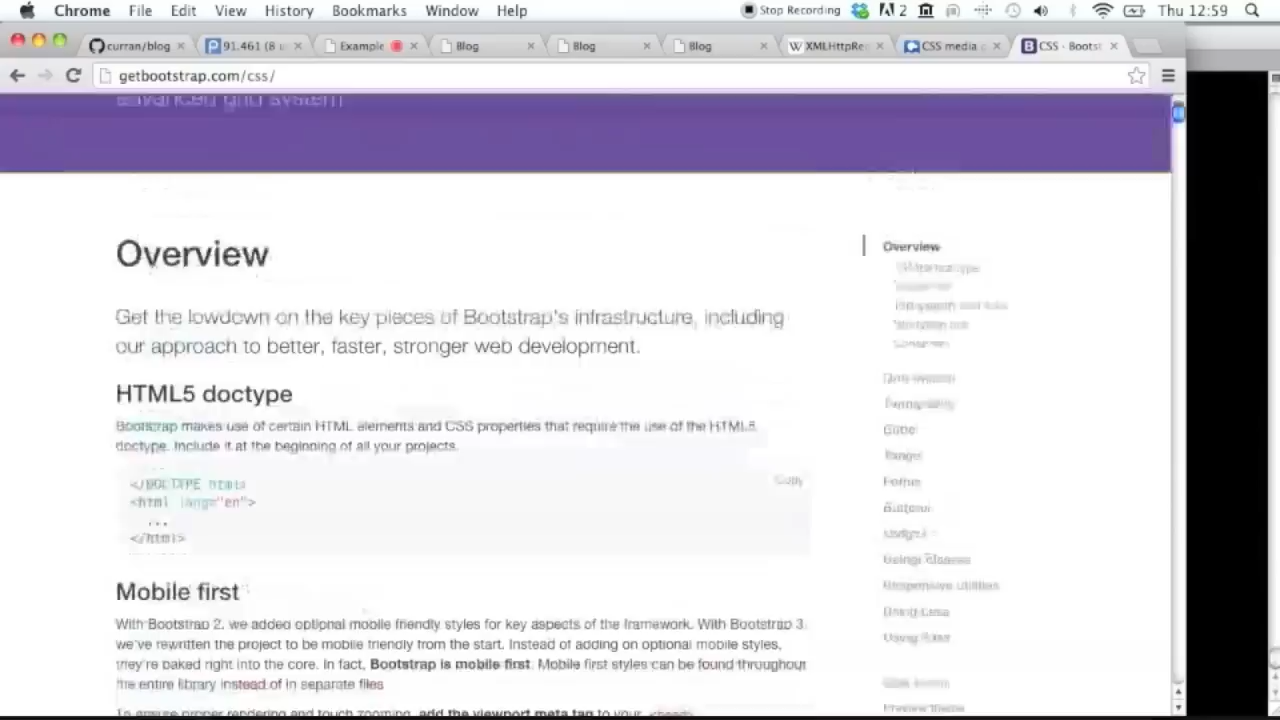 Chrome File Edit View History Bookmarks Window Help Stop Recording 2 Thu 12:59
curran/blog 91.461 (8 Example Blog Blog Blog XMLHttpRe CSS media CSS · Bootst
getbootstrap.com/css/
advanced grid system
Overview
Get the lowdown on the key pieces of Bootstrap's infrastructure, including
our approach to better, faster, stronger web development.
HTML5 doctype
Bootstrap makes use of certain HTML elements and CSS properties that require the use of the HTML5
doctype. Include it at the beginning of all your projects.
Copy
<html lang="en">
...
</html>
Mobile first
With Bootstrap 2, we added optional mobile friendly styles for key aspects of the framework. With Bootstrap 3,
we've rewritten the project to be mobile friendly from the start. Instead of adding on optional mobile styles,
they're baked right into the core. In fact, Bootstrap is mobile first. Mobile first styles can be found throughout
the entire library instead of in separate files
To ensure proper rendering and touch zooming, add the viewport meta tag to your
Overview
Responsive utilities